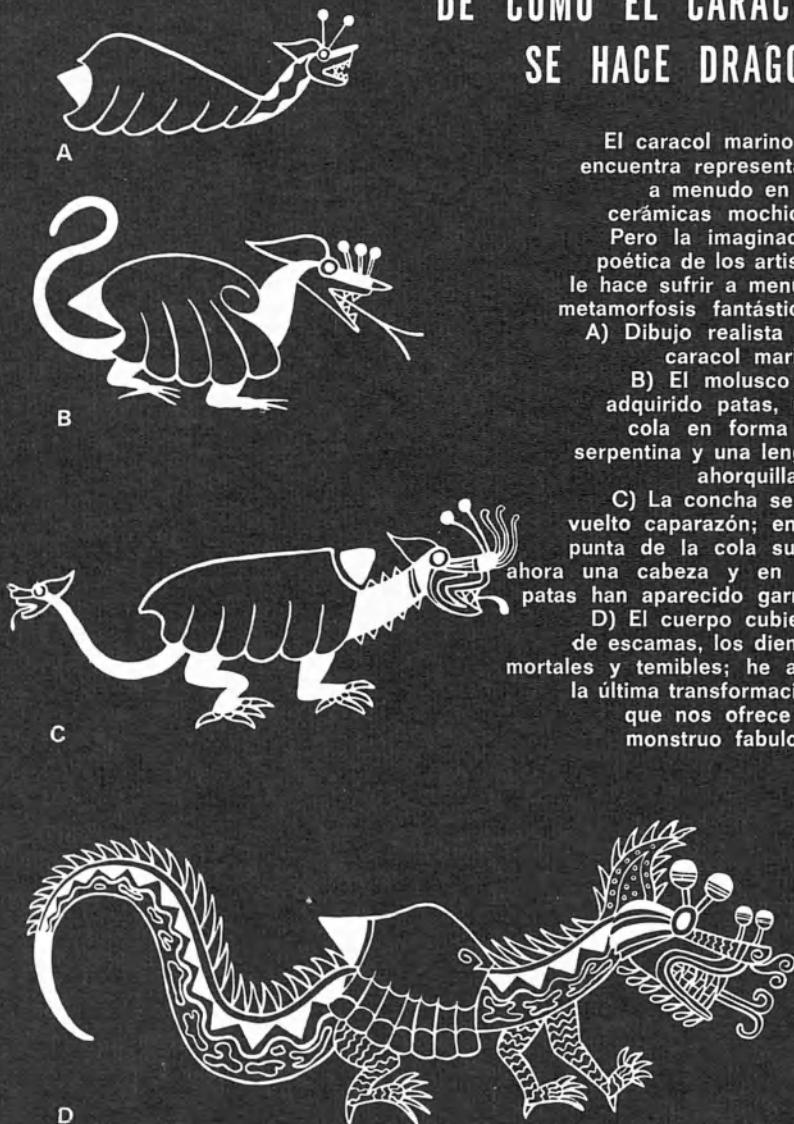 DE COMO EL CARAC
SE HACE DRAGO
El caracol marino
encuentra representa
a menudo en
cerámicas mochic
Pero la imaginac
poética de los artis
le hace sufrir a menu
metamorfosis fantástic
A) Dibujo realista
caracol mar
B) El molusco
adquirido patas,
cola en forma
serpentina y una leng
ahorquilla
C) La concha se
vuelto caparazón; en
punta de la cola su
ahora una cabeza y en
patas han aparecido garr
D) El cuerpo cubie
de escamas, los dien
mortales y temibles; he a
la última transformaci
que nos ofrece
monstruo fabulo
A
B
C
D